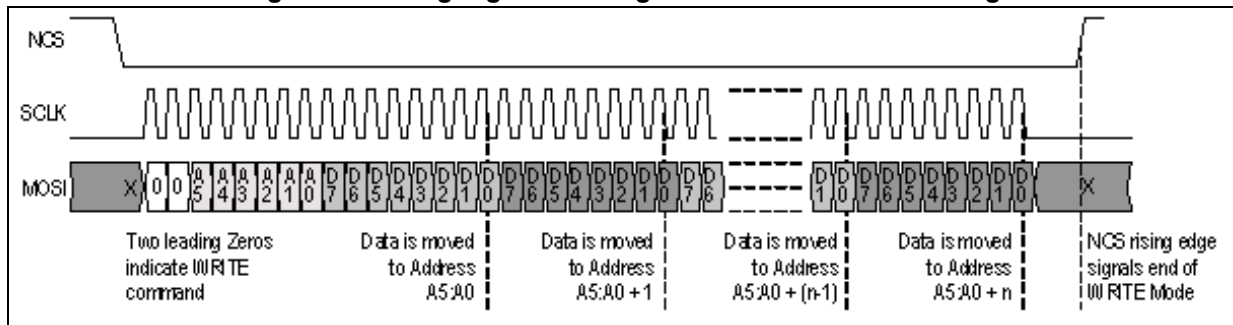 NCS
SCLK
MOSI X 0 0 A5 A4 A3 A2 A1 A0 D7 D6 D5 D4 D3 D2 D1 D0 D7 D6 D5 D4 D3 D2 D1 D0 D7 D6 D1 D0 D7 D6 D5 D4 D3 D2 D1 D0 X
Two leading Zeros
indicate WRITE
command
Data is moved
to Address
A5:A0
Data is moved
to Address
A5:A0 +1
Data is moved
to Address
A5:A0 + (n-1)
Data is moved
to Address
A5:A0 + n
NCS rising edge
signals end of
WRITE Mode